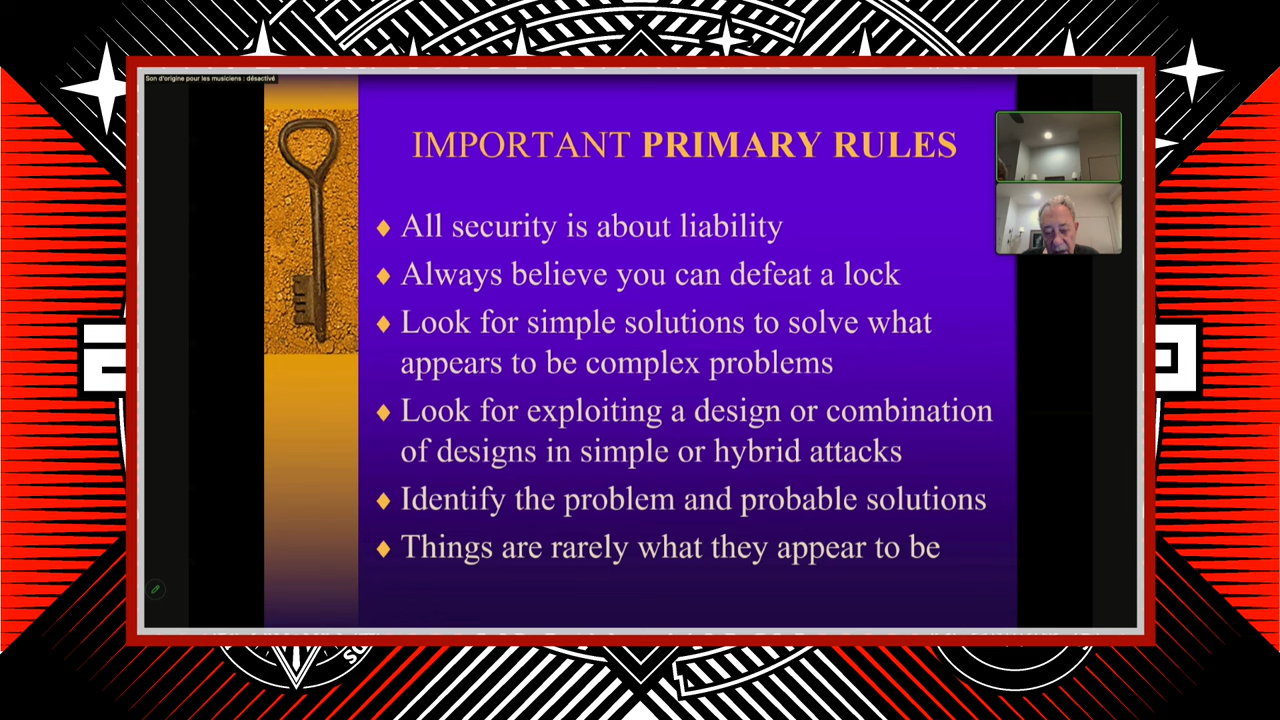 Son d'origine pour les musiciens : désactivé
IMPORTANT PRIMARY RULES
♦ All security is about liability
♦ Always believe you can defeat a lock
♦ Look for simple solutions to solve what
appears to be complex problems
♦ Look for exploiting a design or combination
of designs in simple or hybrid attacks
♦ Identify the problem and probable solutions
♦ Things are rarely what they appear to be